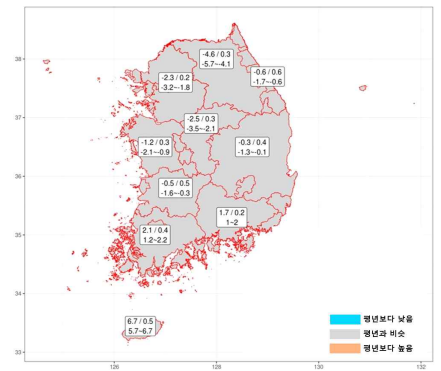 38
37
36
35
34
33
126
128
130
132
-4.6 / 0.3
-5.7~-4.1
-2.3 / 0.2
-3.2~-1.8
-0.6 / 0.6
-1.7~-0.6
-2.5 / 0.3
-3.5~-2.1
-1.2 / 0.3
-2.1~-0.9
-0.3 / 0.4
-1.3~-0.1
-0.5 / 0.5
-1.6~-0.3
1.7 / 0.2
1~2
2.1 / 0.4
1.2~2.2
6.7 / 0.5
5.7~6.7
평년보다 낮음
평년과 비슷
평년보다 높음